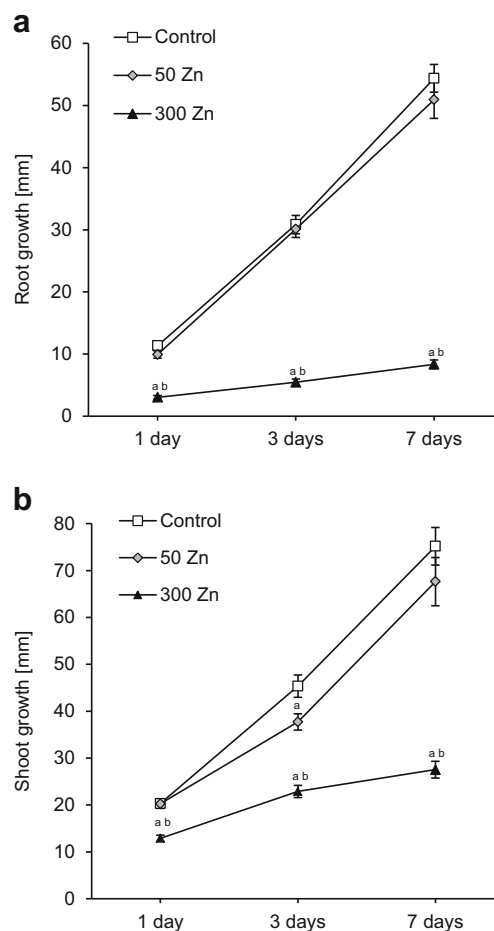 a
60
Control
50 Zn
300 Zn
50
40
30
20
10
0
Root growth [mm]
a b
a b
a b
1 day
3 days
7 days
b
80
Control
50 Zn
300 Zn
70
60
50
40
30
20
10
0
Shoot growth [mm]
a
a b
a b
a b
1 day
3 days
7 days